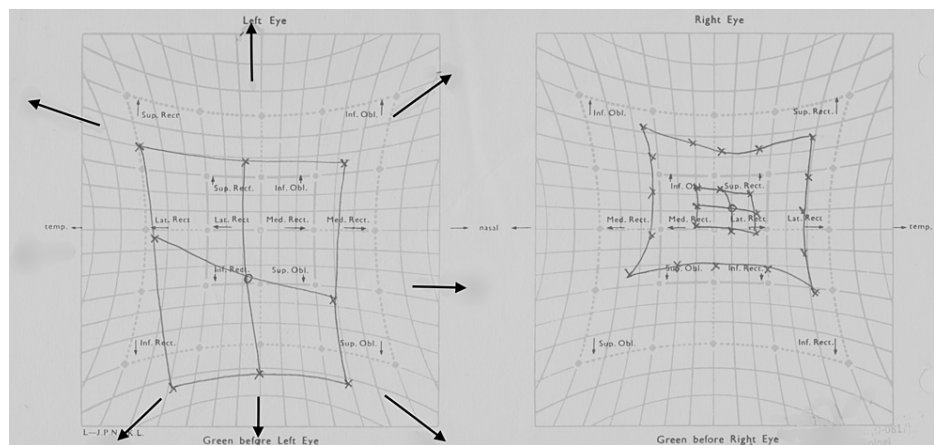 Left Eye
Sup. Rect.
Inf. Obl.
Sup. Rect.
Inf. Obl.
temp.
Lat. Rect
Lat. Rect
Med. Rect.
Med. Rect.
nasal
Inf. Rect.
Sup. Obl.
Inf. Rect.
Sup. Obl.
Green before Left Eye
Right Eye
Inf. Obl.
Sup. Rect.
Inf. Obl.
Sup. Rect.
Med. Rect.
Med. Rect.
Lat. Rect.
Lat. Rect.
temp.
Sup. Obl.
Inf. Rect.
Sup. Obl.
Inf. Rect.
Green before Right Eye